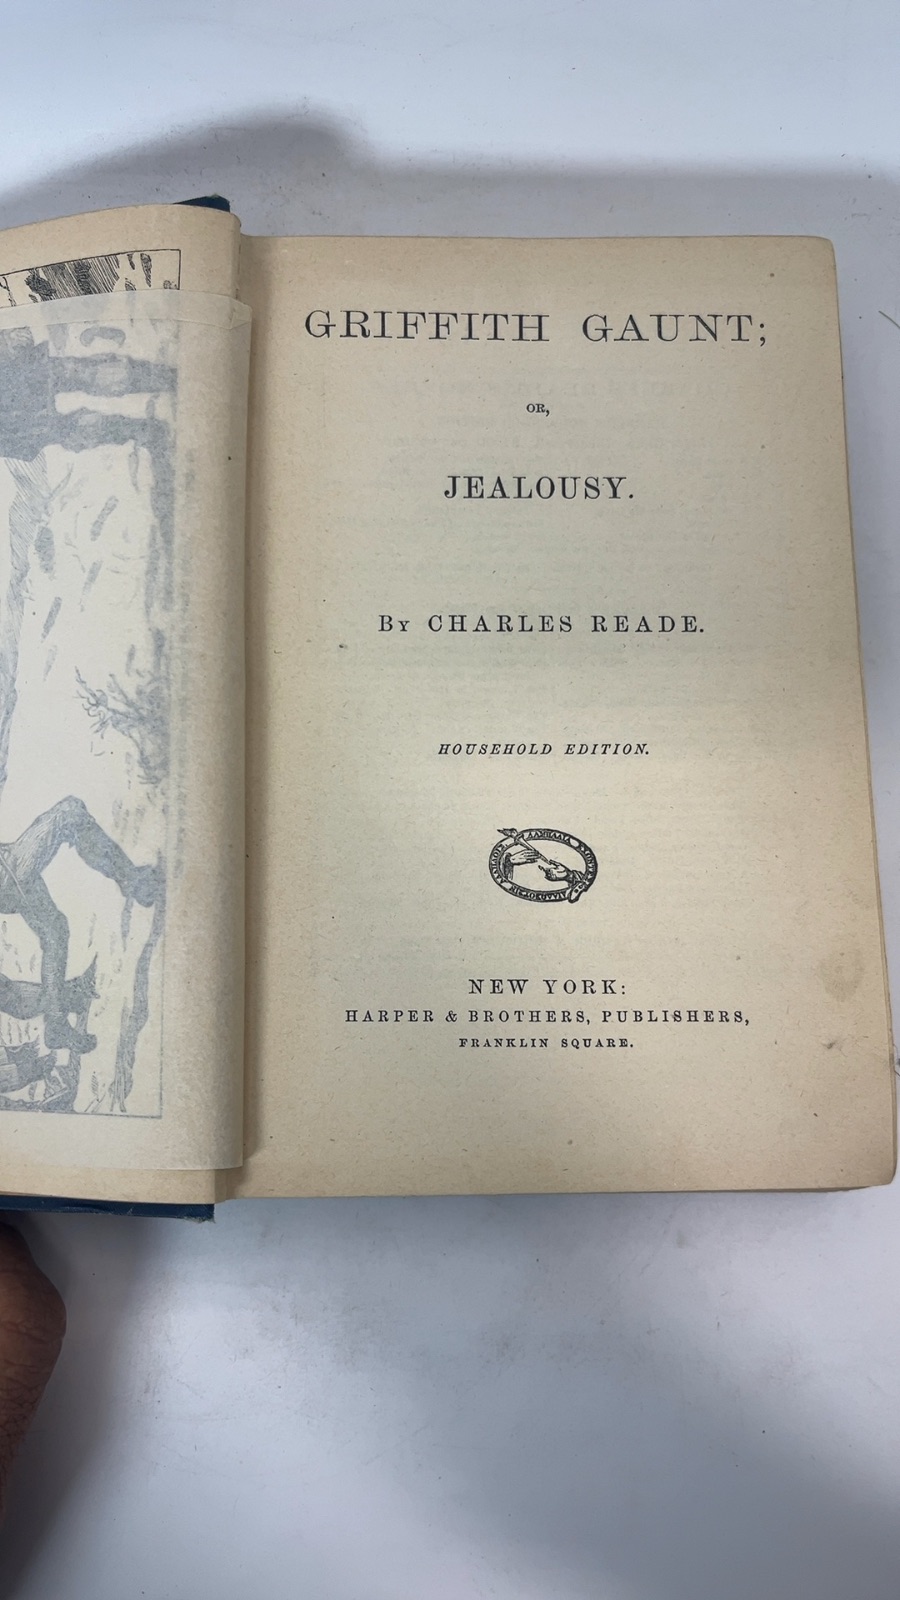 GRIFFITH GAUNT;
OR,
JEALOUSY.
BY CHARLES READE.
HOUSEHOLD EDITION.
NEW YORK:
HARPER & BROTHERS, PUBLISHERS,
FRANKLIN SQUARE.